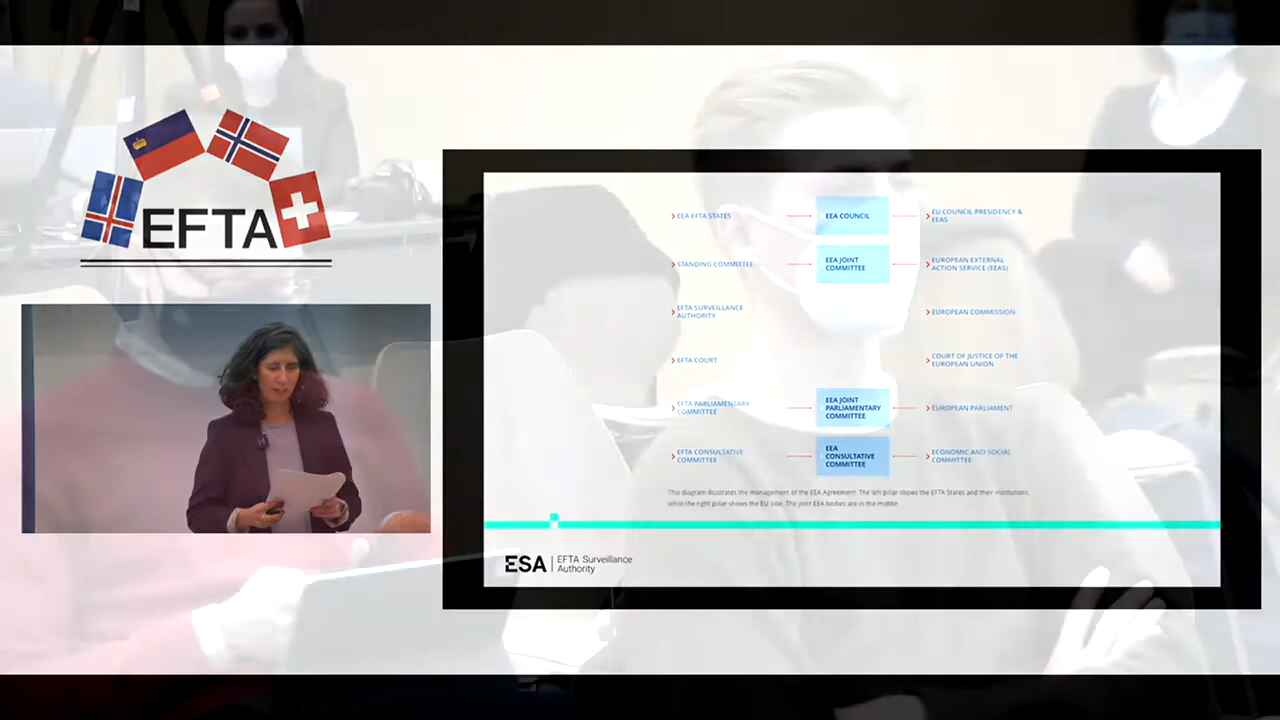 EFTA
EEA EFTA STATES
EEA COUNCIL
EU COUNCIL PRESIDENCY &
EEAS
STANDING COMMITTEE
EEA JOINT
COMMITTEE
EUROPEAN EXTERNAL
ACTION SERVICE (EEAS)
EFTA SURVEILLANCE
AUTHORITY
EUROPEAN COMMISSION
EFTA COURT
COURT OF JUSTICE OF THE
EUROPEAN UNION
EFTA PARLIAMENTARY
COMMITTEE
EEA JOINT
PARLIAMENTARY
COMMITTEE
EUROPEAN PARLIAMENT
EFTA CONSULTATIVE
COMMITTEE
EEA
CONSULTATIVE
COMMITTEE
ECONOMIC AND SOCIAL
COMMITTEE
This diagram illustrates the management of the EEA Agreement. The left pillar shows the EFTA States and their institutions,
while the right pillar shows the EU side. The joint EEA bodies are in the middle.
ESA
EFTA Surveillance
Authority